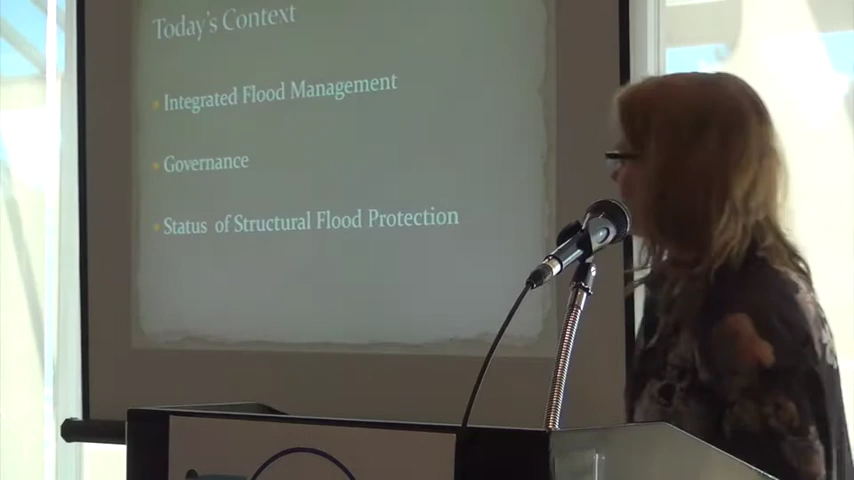 Today's Context
Integrated Flood Management
Governance
Status of Structural Flood Protection